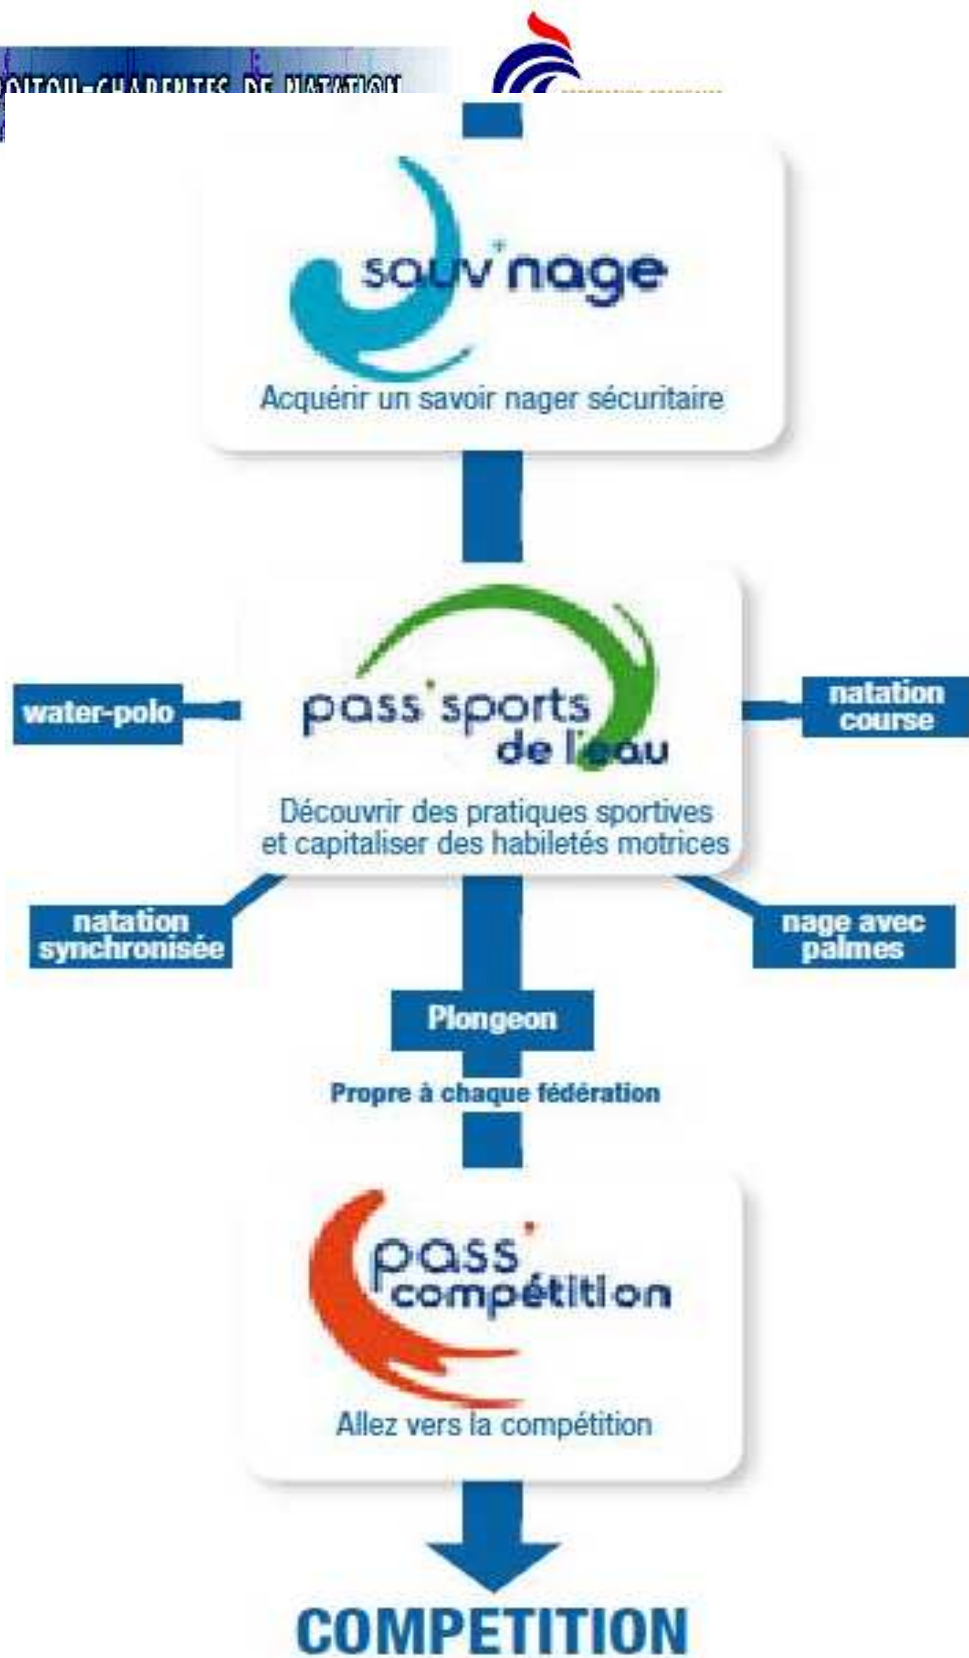 DE NATATION
sauv'nage
Acquérir un savoir nager sécuritaire
water-polo
pass'sports
de l'eau
natation
course
Découvrir des pratiques sportives
et capitaliser des habiletés motrices
natation
synchronisée
nage avec
palmes
Plongeon
Propre à chaque fédération
pass'
compétition
Allez vers la compétition
COMPETITION